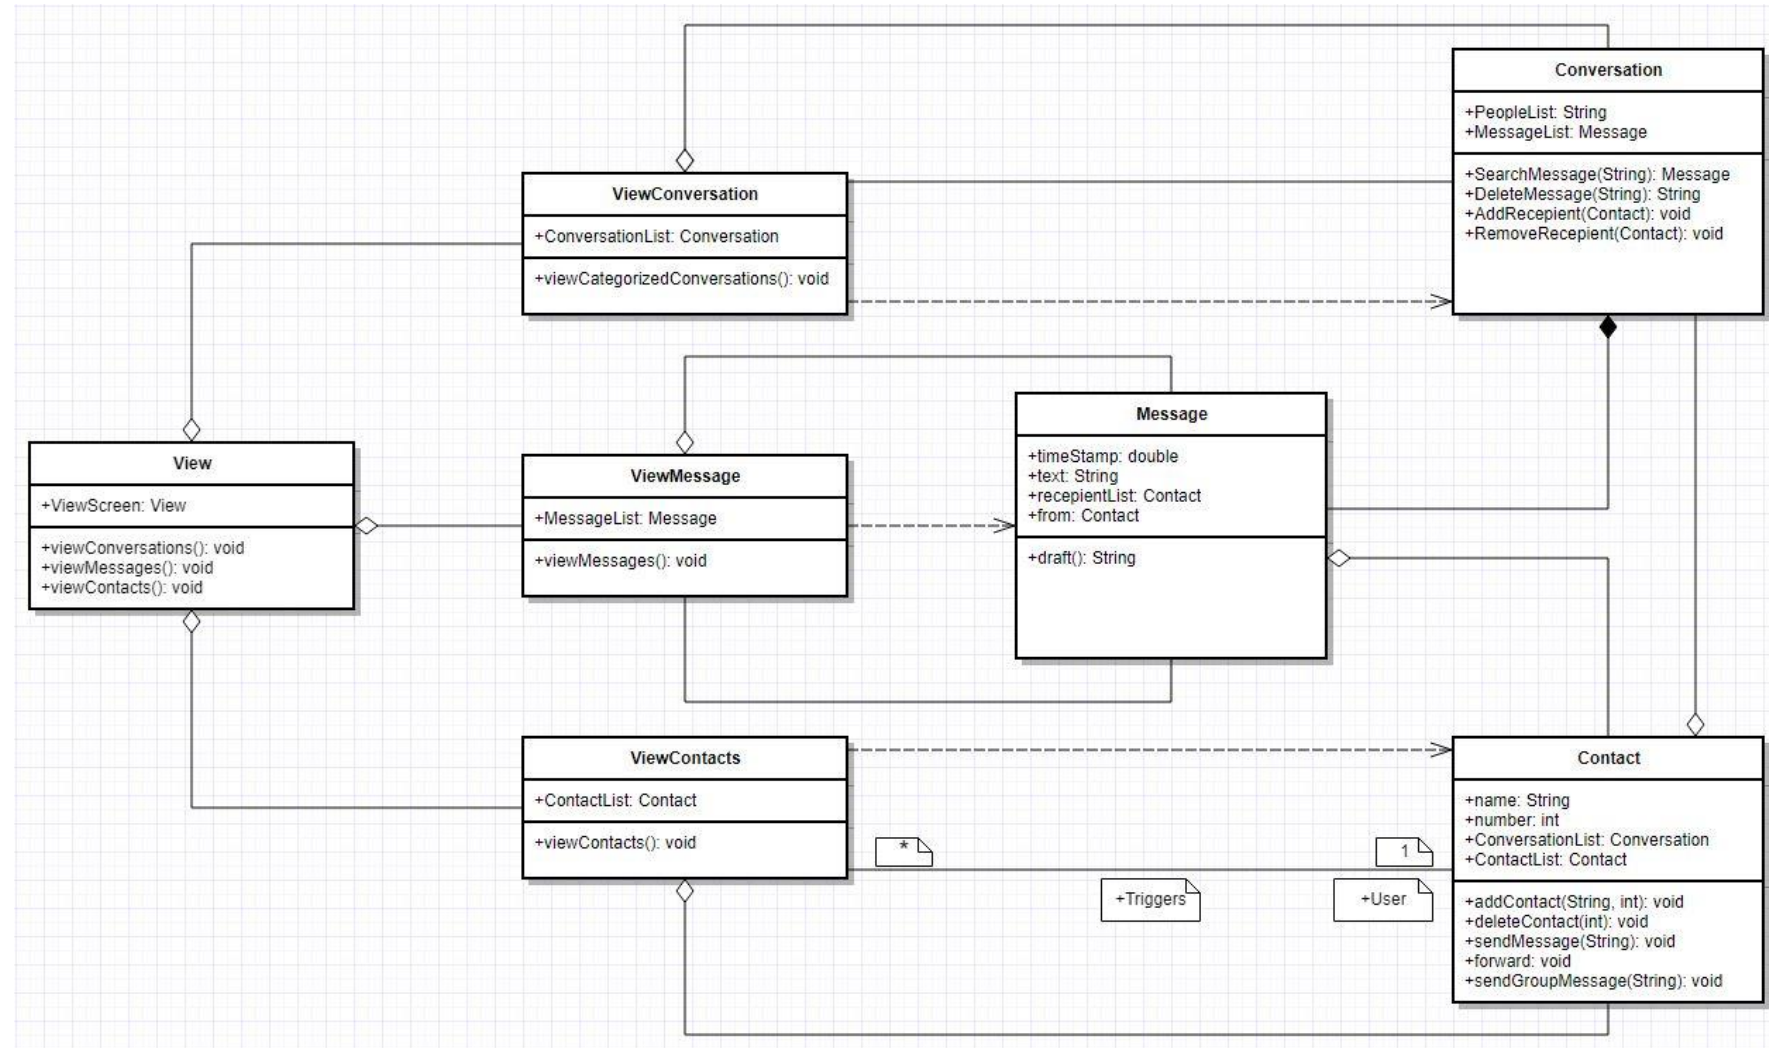 Conversation
+PeopleList: String
+MessageList: Message
+SearchMessage(String): Message
+DeleteMessage(String): String
+AddRecepient(Contact): void
+RemoveRecepient(Contact): void
ViewConversation
+ConversationList: Conversation
+viewCategorizedConversations(): void
View
+ViewScreen: View
+viewConversations(): void
+viewMessages(): void
+viewContacts(): void
ViewMessage
+MessageList: Message
+viewMessages(): void
Message
+timeStamp: double
+text: String
+recepientList: Contact
+from: Contact
+draft(): String
ViewContacts
+ContactList: Contact
+viewContacts(): void
*
1
+Triggers
+User
Contact
+name: String
+number: int
+ConversationList: Conversation
+ContactList: Contact
+addContact(String, int): void
+deleteContact(int): void
+sendMessage(String): void
+forward: void
+sendGroupMessage(String): void